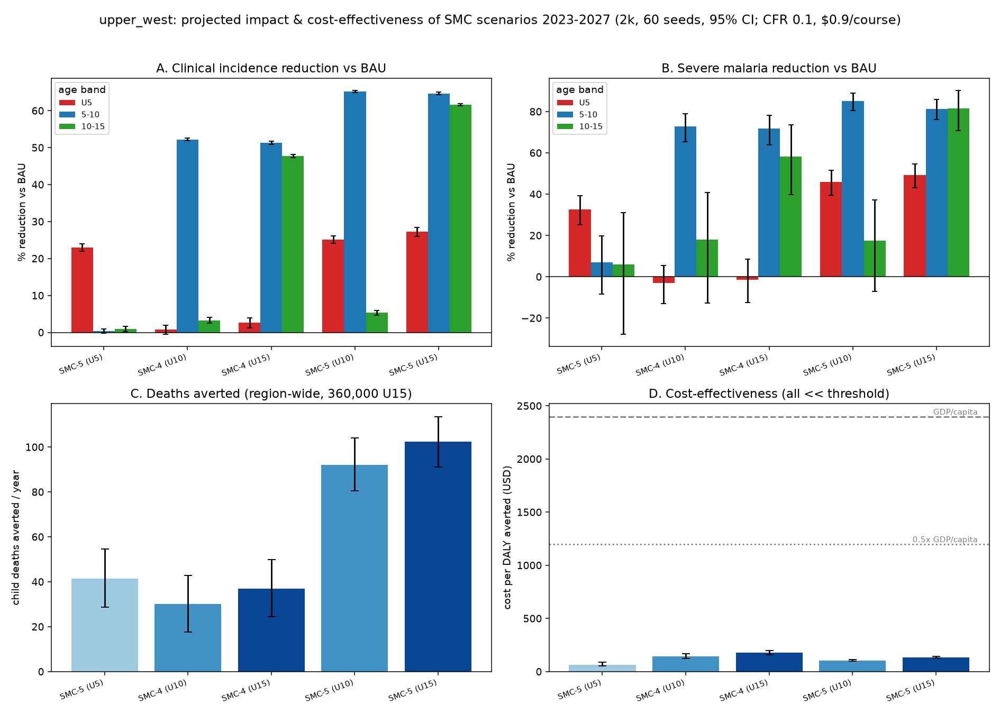 upper_west: projected impact & cost-effectiveness of SMC scenarios 2023-2027 (2k, 60 seeds, 95% CI; CFR 0.1, $0.9/course)
A. Clinical incidence reduction vs BAU
% reduction vs BAU
60
50
40
30
20
10
0
age band
U5
5-10
10-15
SMC-5 (U5)
SMC-4 (U10)
SMC-4 (U15)
SMC-5 (U10)
SMC-5 (U15)
B. Severe malaria reduction vs BAU
% reduction vs BAU
80
60
40
20
0
−20
age band
U5
5-10
10-15
SMC-5 (U5)
SMC-4 (U10)
SMC-4 (U15)
SMC-5 (U10)
SMC-5 (U15)
C. Deaths averted (region-wide, 360,000 U15)
child deaths averted / year
100
80
60
40
20
0
SMC-5 (U5)
SMC-4 (U10)
SMC-4 (U15)
SMC-5 (U10)
SMC-5 (U15)
D. Cost-effectiveness (all << threshold)
cost per DALY averted (USD)
2500
2000
1500
1000
500
0
GDP/capita
0.5x GDP/capita
SMC-5 (U5)
SMC-4 (U10)
SMC-4 (U15)
SMC-5 (U10)
SMC-5 (U15)